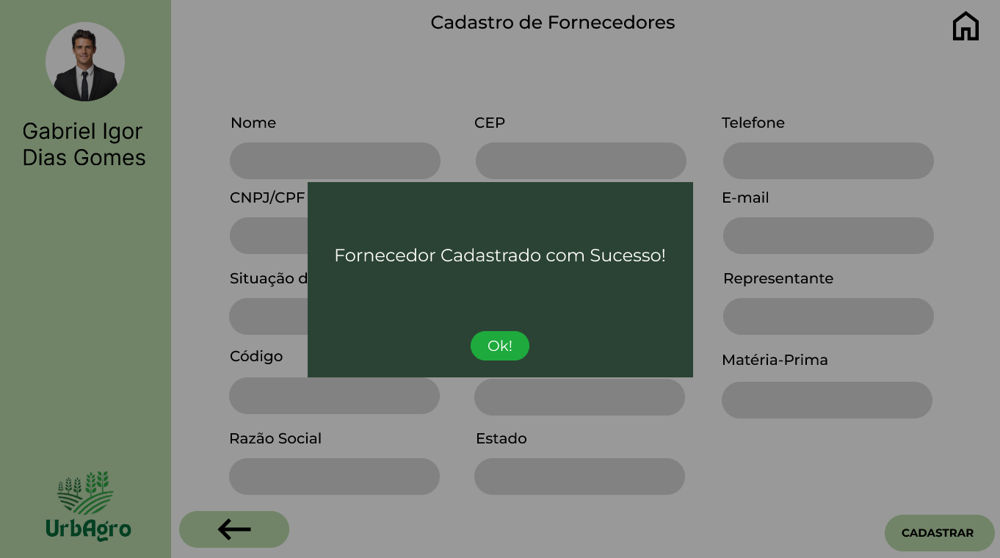 Cadastro de Fornecedores
Gabriel Igor
Dias Gomes
Nome
CEP
Telefone
CNPJ/CPF
E-mail
Fornecedor Cadastrado com Sucesso!
Situação d
Representante
Ok!
Código
Matéria-Prima
Razão Social
Estado
UrbAgro
CADASTRAR